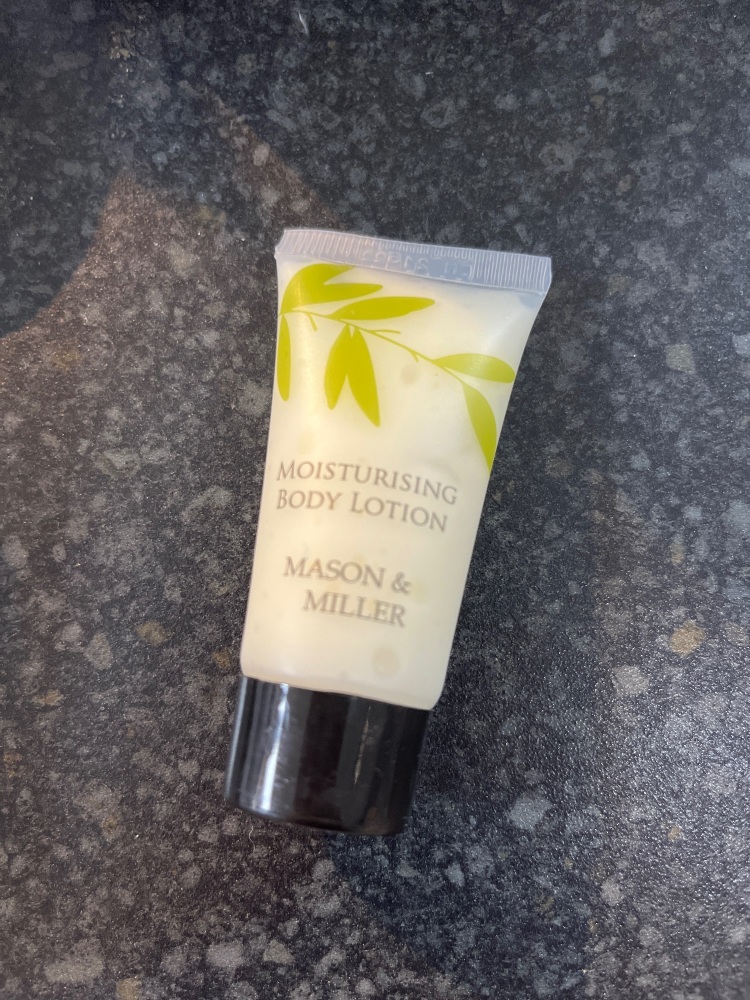 MOISTURISING
BODY LOTION
MASON &
MILLER